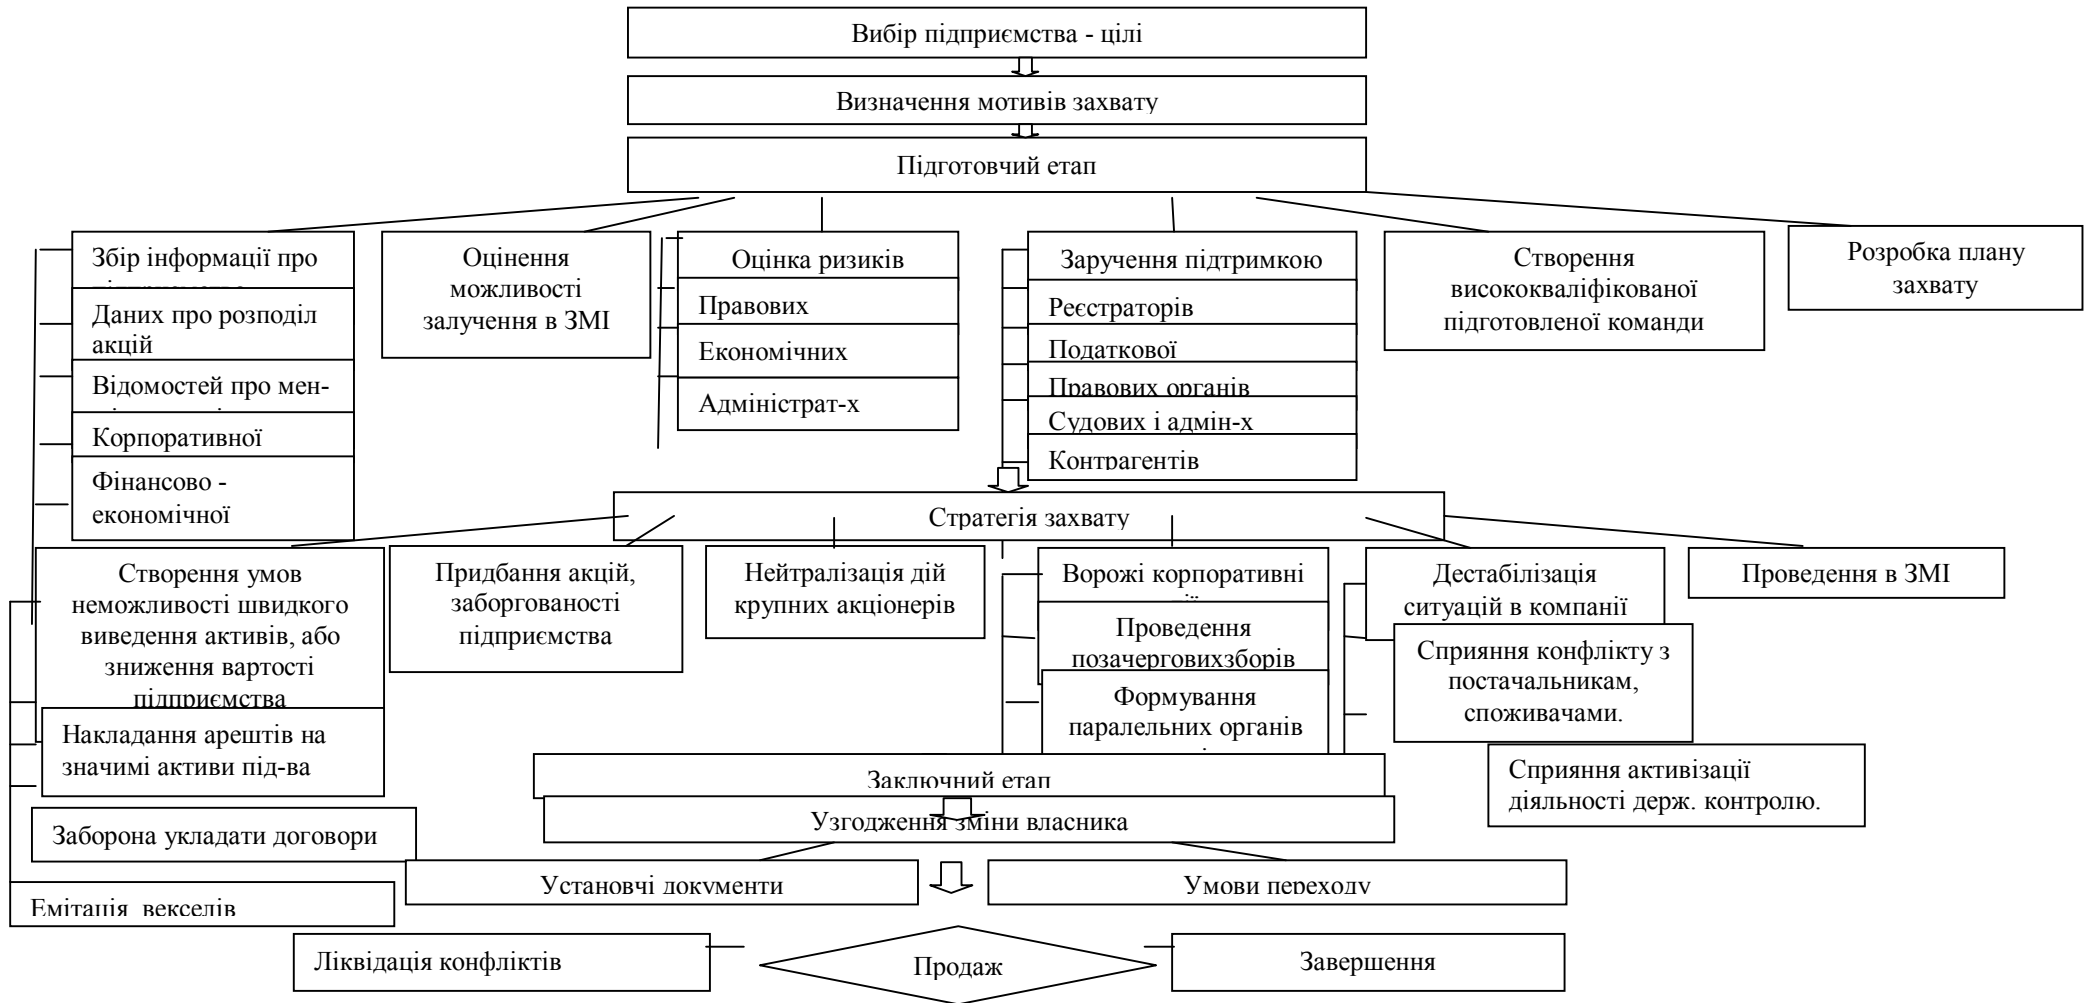 Вибір підприємства - цілі
Визначення мотивів захвату
Підготовчий етап
Збір інформації про
Даних про розподіл
акцій
Відомостей про мен-
Корпоративної
Фінансово -
економічної
Оцінення
можливості
залучення в ЗМІ
Оцінка ризиків
Правових
Економічних
Адміністрат-х
Заручення підтримкою
Реєстраторів
Податкової
Правових органів
Судових і адмін-х
Контрагентів
Створення
висококваліфікованої
підготовленої команди
Розробка плану
захвату
Стратегія захвату
Створення умов
неможливості швидкого
виведення активів, або
зниження вартості
підприємства
Накладання арештів на
значимі активи під-ва
Заборона укладати договори
Емітація векселів
Придбання акцій,
заборгованості
підприємства
Нейтралізація дій
крупних акціонерів
Ворожі корпоративні
Проведення
позачерговихзборів
Формування
паралельних органів
Дестабілізація
ситуацій в компанії
Сприяння конфлікту з
постачальникам,
споживачами.
Сприяння активізації
діяльності держ. контролю.
Проведення в ЗМІ
Заключний етап
Узгодження зміни власника
Установчі документи
Умови переходу
Ліквідація конфліктів
Продаж
Завершення